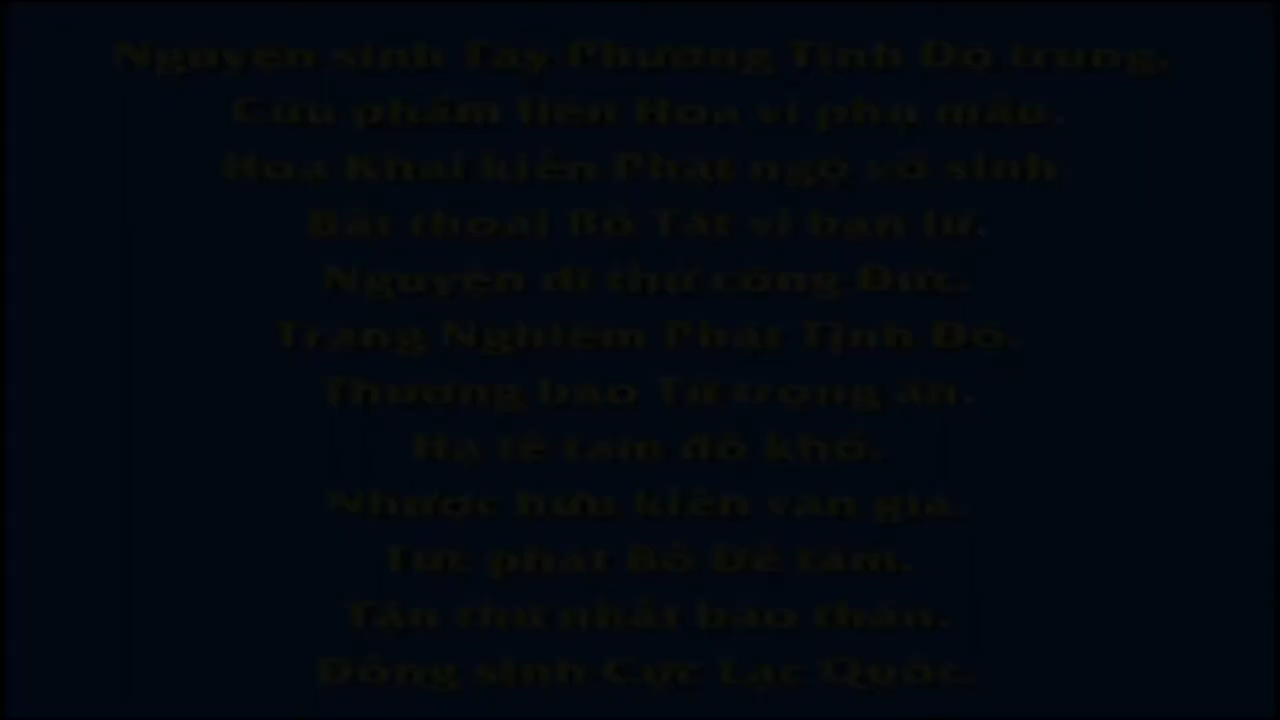 Nguyện sinh Tây Phương Tịnh Độ trung.
Cửu phẩm liên Hoa vi phụ mẫu.
Hoa Khai kiến Phật ngộ vô sinh
Bất thoái Bồ Tát vi bạn lữ.
Nguyện dĩ thử công Đức.
Trang Nghiêm Phật Tịnh Độ.
Thượng báo Tứ trọng ân.
Hạ tế tam đồ khổ.
Nhược hữu kiến văn giả.
Tức phát Bồ Đề tâm.
Tận thử nhất báo thân.
Đồng sinh Cực Lạc Quốc.